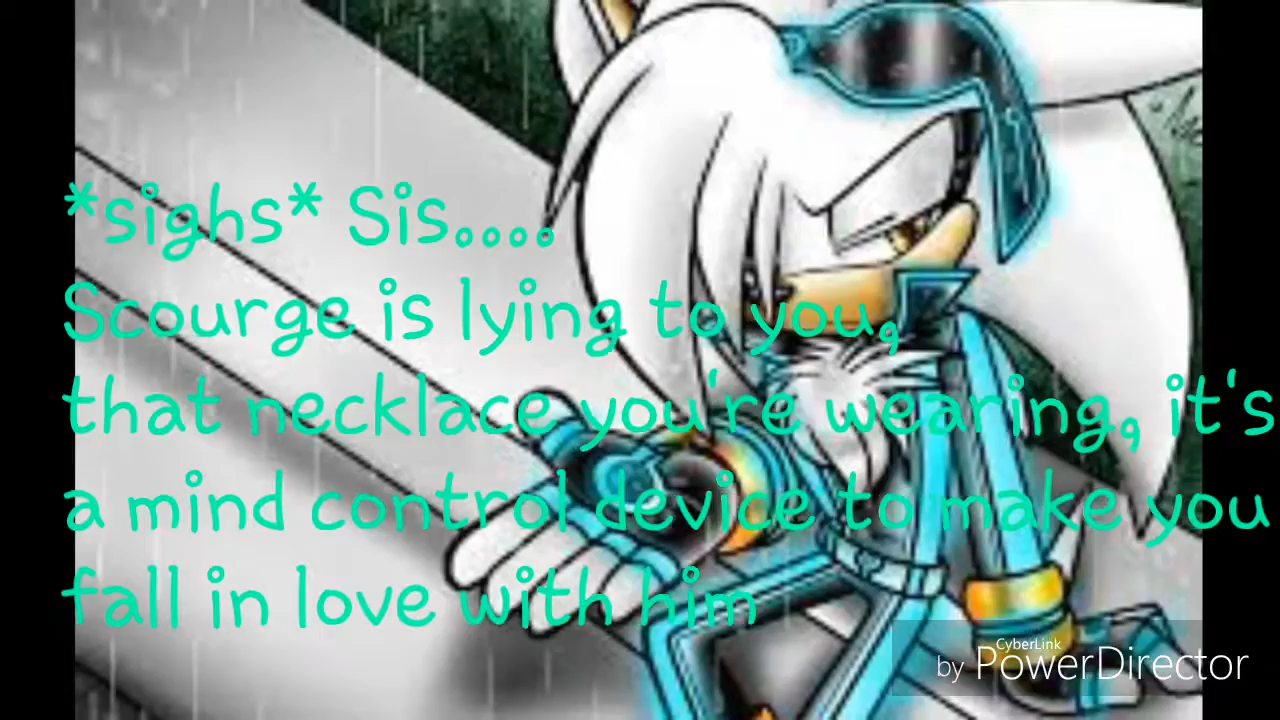 *sighs* Sis....
Scourge is lying to you,
that necklace you're wearing, it's
a mind control device to make you
fall in love with him
CyberLink
by PowerDirector